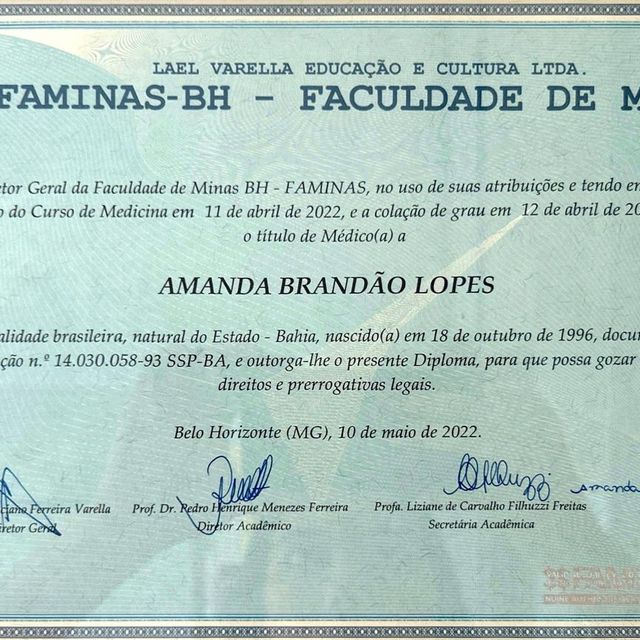 LAEL VARELLA EDUCAÇÃO E CULTURA LTDA.
FAMINAS-BH – FACULDADE DE M
etor Geral da Faculdade de Minas BH - FAMINAS, no uso de suas atribuições e tendo em
o do Curso de Medicina em 11 de abril de 2022, e a colação de grau em 12 de abril de 20
o título de Médico(a) a
AMANDA BRANDÃO LOPES
alidade brasileira, natural do Estado - Bahia, nascido(a) em 18 de outubro de 1996, docum
ção n.º 14.030.058-93 SSP-BA, e outorga-lhe o presente Diploma, para que possa gozar
direitos e prerrogativas legais.
Belo Horizonte (MG), 10 de maio de 2022.
Amanda
ciano Ferreira Varella Prof. Dr. Pedro Henrique Menezes Ferreira Profa. Liziane de Carvalho Filhuzzi Freitas
iretor Geral Diretor Acadêmico Secretária Acadêmica